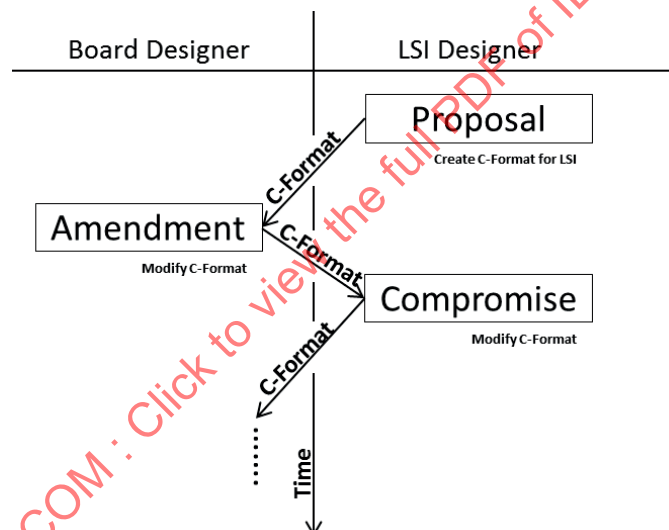 Board Designer
LSI Designer
Proposal
Create C-Format for LSI
C-Format
Amendment
Modify C-Format
C-Format
Compromise
Modify C-Format
C-Format
Time
COM : Click to view the full PDF of